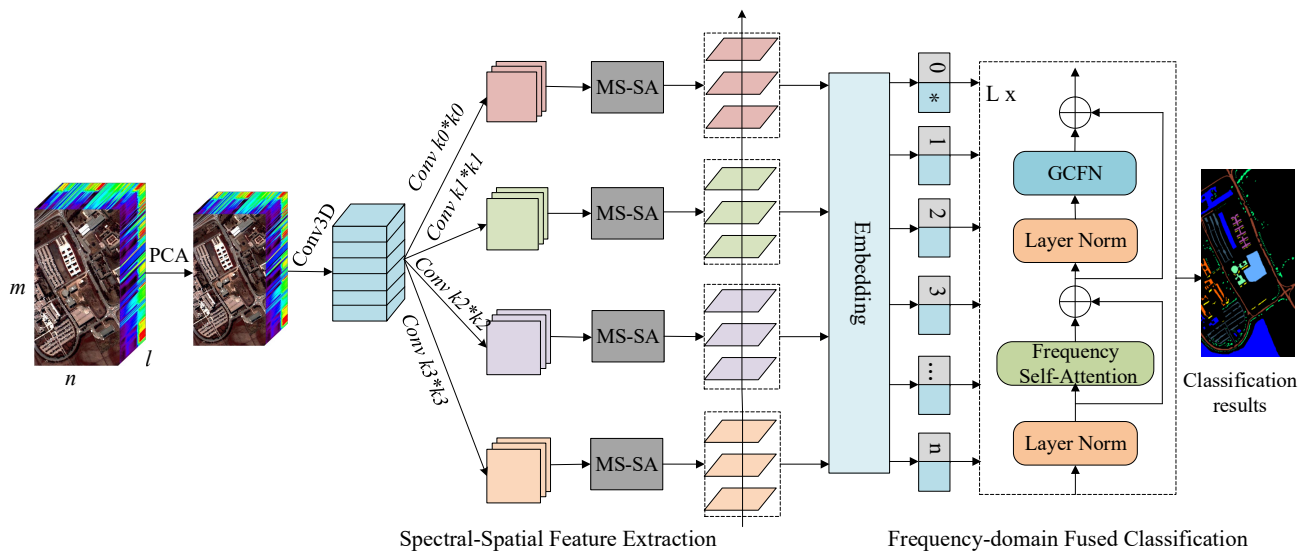 m
n
l
PCA
Conv3D
Conv k0*k0
Conv k1*k1
Conv k2*k2
Conv k3*k3
MS-SA
MS-SA
MS-SA
MS-SA
Embedding
0
*
1
2
3
...
n
L x
GCFN
Layer Norm
Frequency
Self-Attention
Layer Norm
Classification
results
Spectral-Spatial Feature Extraction
Frequency-domain Fused Classification